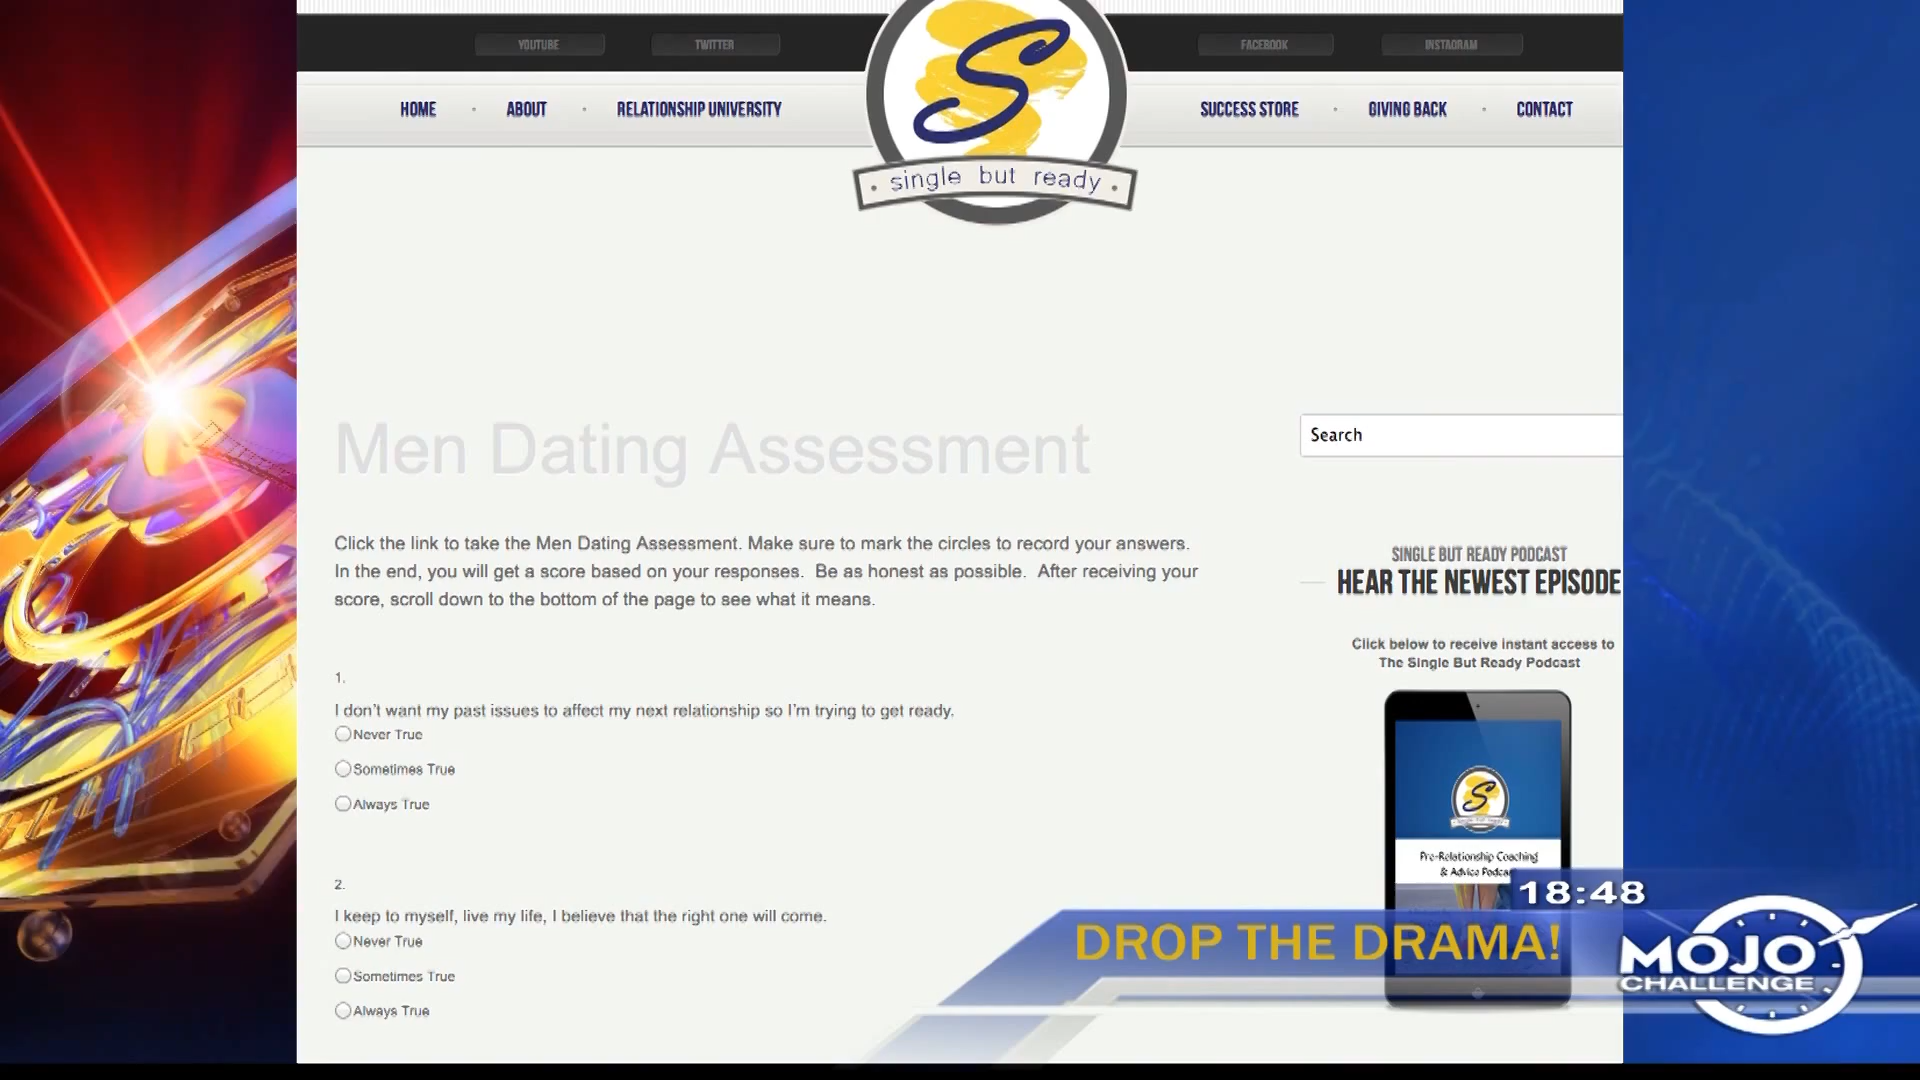 YOUTUBE
TWITTER
FACEBOOK
INSTAGRAM
HOME
ABOUT
RELATIONSHIP UNIVERSITY
SUCCESS STORE
GIVING BACK
CONTACT
S
single but ready
Men Dating Assessment
Search
Click the link to take the Men Dating Assessment. Make sure to mark the circles to record your answers.
In the end, you will get a score based on your responses. Be as honest as possible. After receiving your
score, scroll down to the bottom of the page to see what it means.
SINGLE BUT READY PODCAST
HEAR THE NEWEST EPISODE
Click below to receive instant access to
The Single But Ready Podcast
1.
I don't want my past issues to affect my next relationship so I'm trying to get ready.
Never True
Sometimes True
Always True
S
single but ready
Pre-Relationship Coaching
& Advice Podca
2.
I keep to myself, live my life, I believe that the right one will come.
Never True
Sometimes True
Always True
18:48
DROP THE DRAMA!
MOJO
CHALLENGE